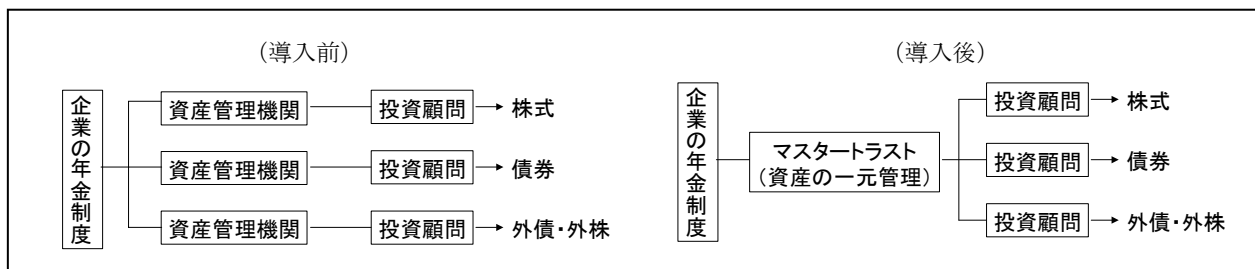 (導入前)
企業の年金制度
資産管理機関
投資顧問
株式
資産管理機関
投資顧問
債券
資産管理機関
投資顧問
外債・外株
(導入後)
企業の年金制度
マスタートラスト
(資産の一元管理)
投資顧問
株式
投資顧問
債券
投資顧問
外債・外株